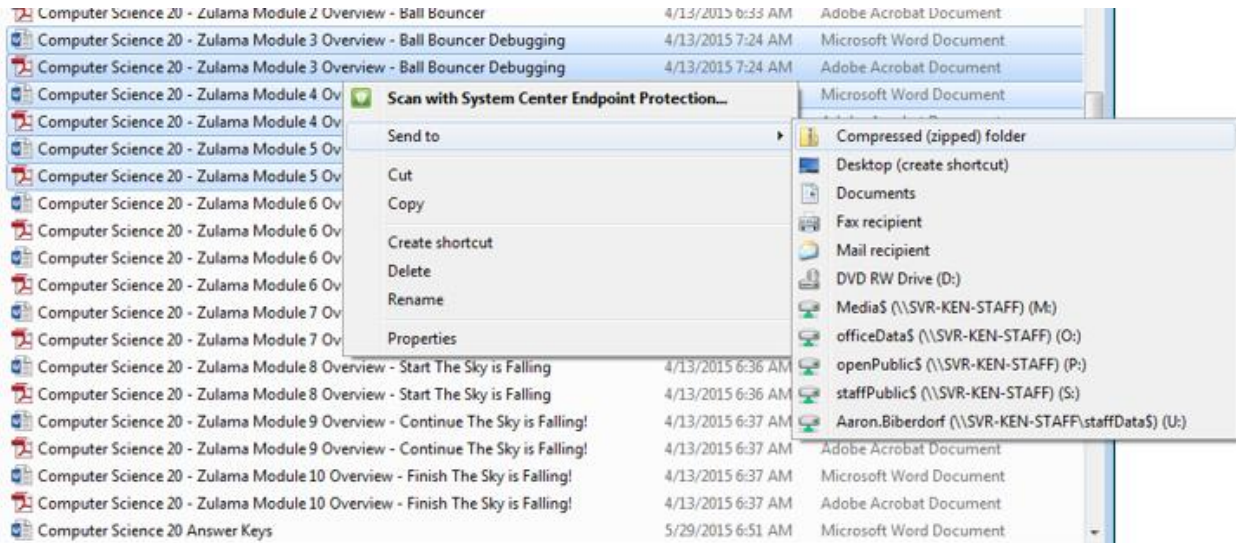 Computer Science 20 - Zulama Module 2 Overview - Ball Bouncer 4/13/2015 6:33 AM Adobe Acrobat Document
Computer Science 20 - Zulama Module 3 Overview - Ball Bouncer Debugging 4/13/2015 7:24 AM Microsoft Word Document
Computer Science 20 - Zulama Module 3 Overview - Ball Bouncer Debugging 4/13/2015 7:24 AM Adobe Acrobat Document
Computer Science 20 - Zulama Module 4 Ov Microsoft Word Document
Computer Science 20 - Zulama Module 4 Ov
Computer Science 20 - Zulama Module 5 Ov
Computer Science 20 - Zulama Module 5 Ov
Computer Science 20 - Zulama Module 6 Ov
Computer Science 20 - Zulama Module 6 Ov
Computer Science 20 - Zulama Module 6 Ov
Computer Science 20 - Zulama Module 6 Ov
Computer Science 20 - Zulama Module 7 Ov
Computer Science 20 - Zulama Module 7 Ov
Computer Science 20 - Zulama Module 8 Overview - Start The Sky is Falling 4/13/2015 6:36 AM
Computer Science 20 - Zulama Module 8 Overview - Start The Sky is Falling 4/13/2015 6:36 AM
Computer Science 20 - Zulama Module 9 Overview - Continue The Sky is Falling! 4/13/2015 6:37 AM
Computer Science 20 - Zulama Module 9 Overview - Continue The Sky is Falling! 4/13/2015 6:37 AM Adobe Acrobat Document
Computer Science 20 - Zulama Module 10 Overview - Finish The Sky is Falling! 4/13/2015 6:37 AM Microsoft Word Document
Computer Science 20 - Zulama Module 10 Overview - Finish The Sky is Falling! 4/13/2015 6:37 AM Adobe Acrobat Document
Computer Science 20 Answer Keys 5/29/2015 6:51 AM Microsoft Word Document
Scan with System Center Endpoint Protection...
Send to
Cut
Copy
Create shortcut
Delete
Rename
Properties
Compressed (zipped) folder
Desktop (create shortcut)
Documents
Fax recipient
Mail recipient
DVD RW Drive (D:)
Media$ (\\SVR-KEN-STAFF) (M:)
officeData$ (\\SVR-KEN-STAFF) (O:)
openPublic$ (\\SVR-KEN-STAFF) (P:)
staffPublic$ (\\SVR-KEN-STAFF) (S:)
Aaron.Biberdorf (\\SVR-KEN-STAFF\staffData$) (U:)